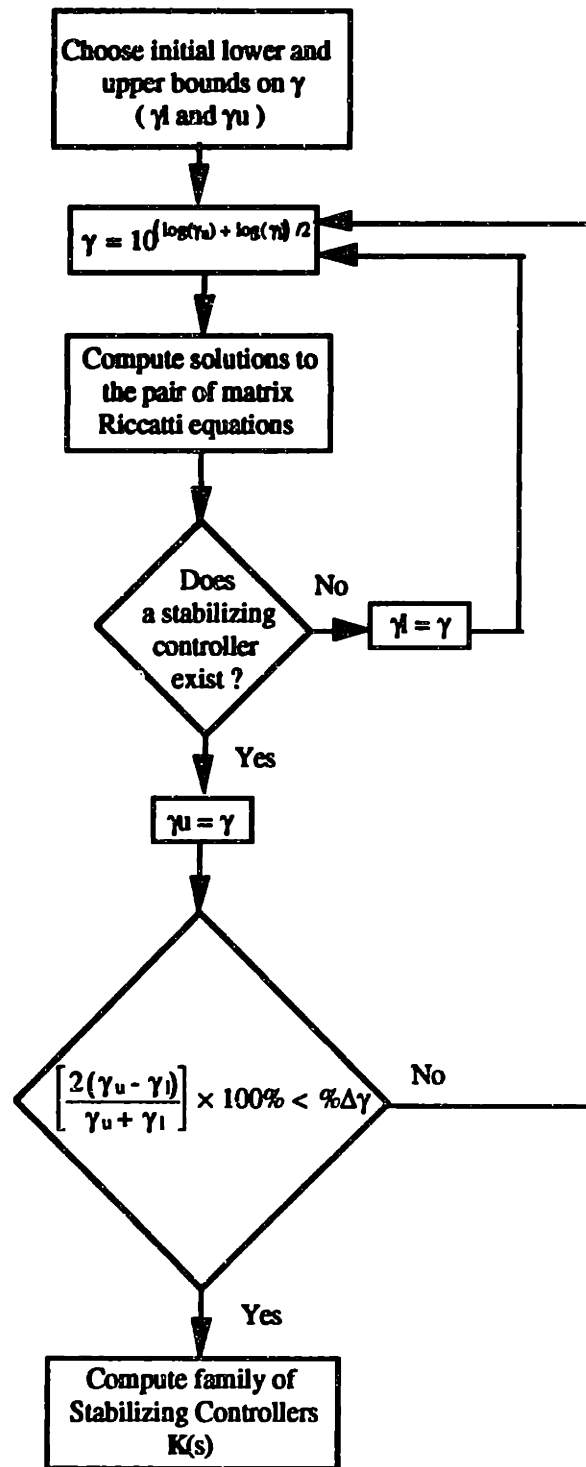 Choose initial lower and
upper bounds on γ
( γl and γu )
γ = 10^(log(γu) + log(γl)) /2
Compute solutions to
the pair of matrix
Riccatti equations
Does
a stabilizing
controller
exist ?
No
γl = γ
Yes
γu = γ
[2 (γu - γl) / γu + γl] × 100% < %Δγ
No
Yes
Compute family of
Stabilizing Controllers
K(s)